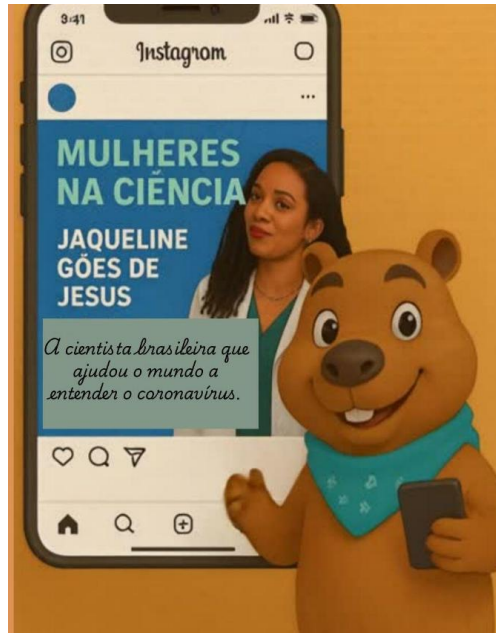 3:41
Instagram
MULHERES
NA CIÊNCIA
JAQUELINE
GÕES DE
JESUS
A cientista brasileira que
ajudou o mundo a
entender o coronavírus.